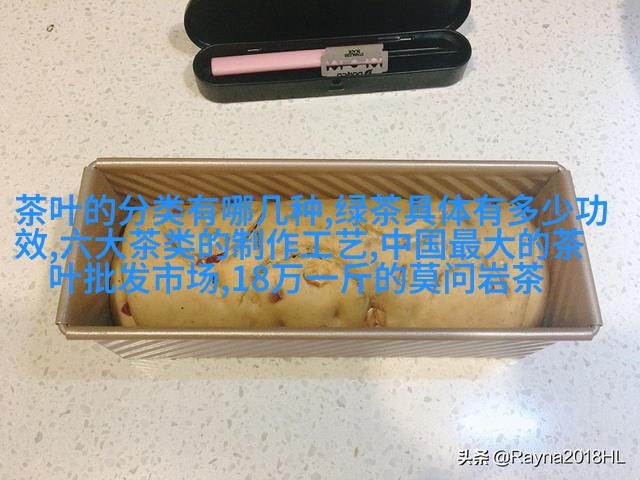 茶叶的分类有哪几种,绿茶具体有多少功
效,六大茶类的制作工艺,中国最大的茶
叶批发市场,18万一斤的莫问岩茶
头条 @Rayna2018HL